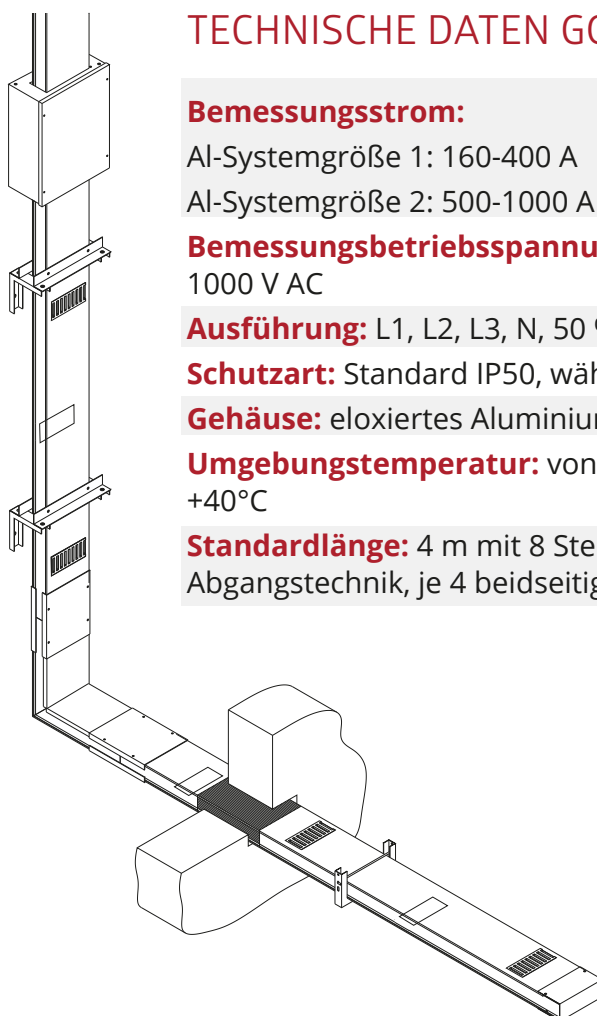 TECHNISCHE DATEN GO
Bemessungsstrom:
Al-Systemgröße 1: 160-400 A
Al-Systemgröße 2: 500-1000 A
Bemessungsbetriebsspannu
1000 V AC
Ausführung: L1, L2, L3, N, 50
Schutzart: Standard IP50, wäh
Gehäuse: eloxiertes Aluminiu
Umgebungstemperatur: von
+40°C
Standardlänge: 4 m mit 8 Ste
Abgangstechnik, je 4 beidseitig